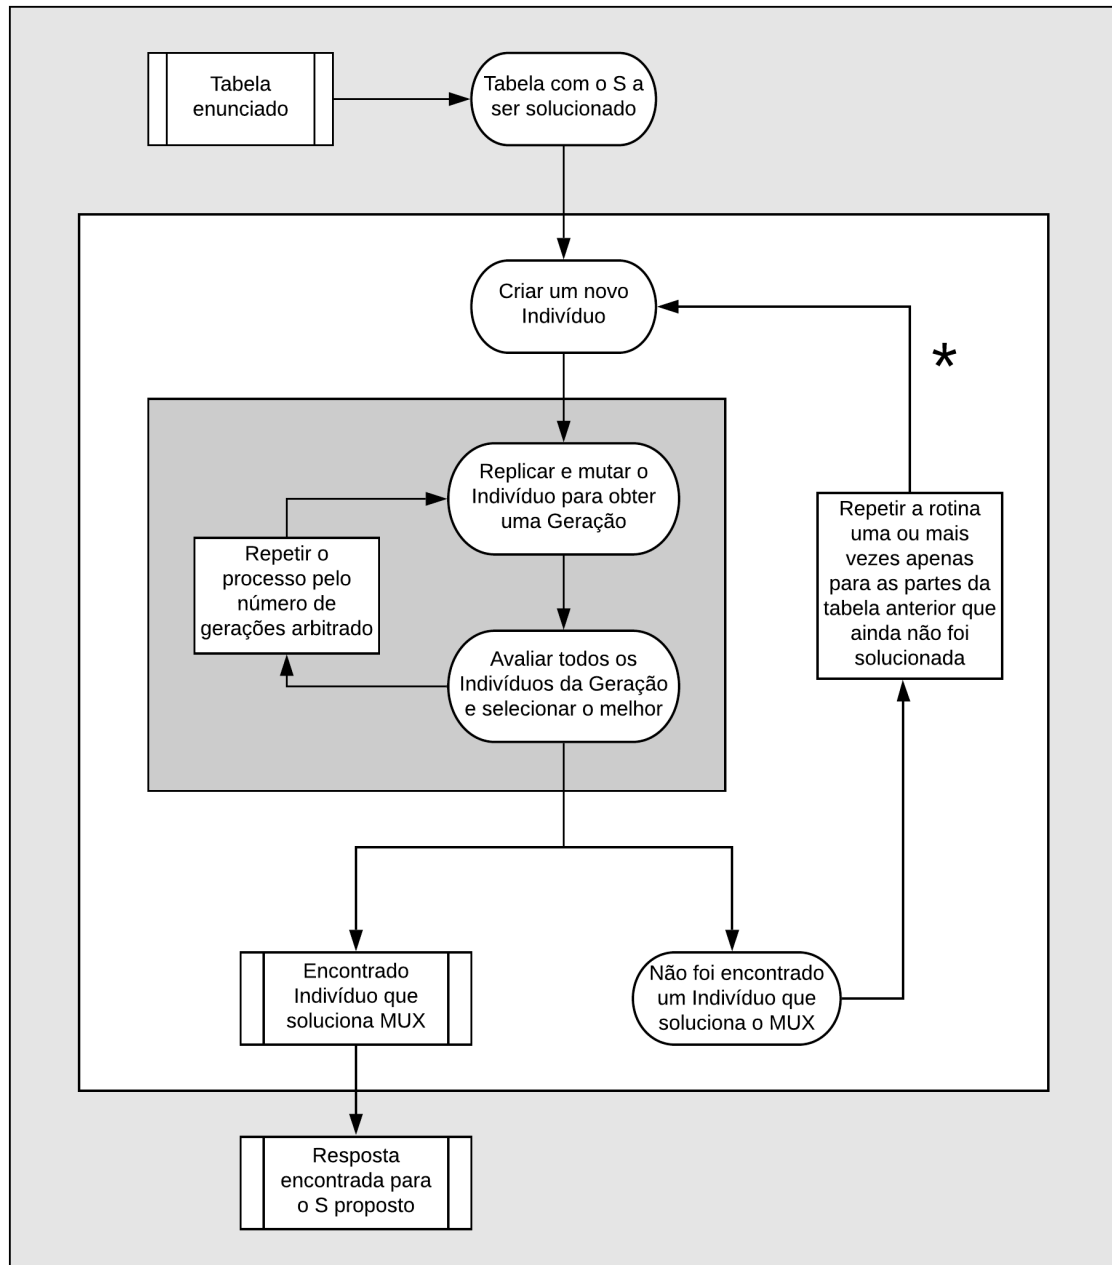 Tabela
enunciado
Tabela com o S a
ser solucionado
Criar um novo
Indivíduo
*
Replicar e mutar o
Indivíduo para obter
uma Geração
Repetir o
processo pelo
número de
gerações arbitrado
Repetir a rotina
uma ou mais
vezes apenas
para as partes da
tabela anterior que
ainda não foi
solucionada
Avaliar todos os
Indivíduos da Geração
e selecionar o melhor
Encontrado
Indivíduo que
soluciona MUX
Não foi encontrado
um Indivíduo que
soluciona o MUX
Resposta
encontrada para
o S proposto